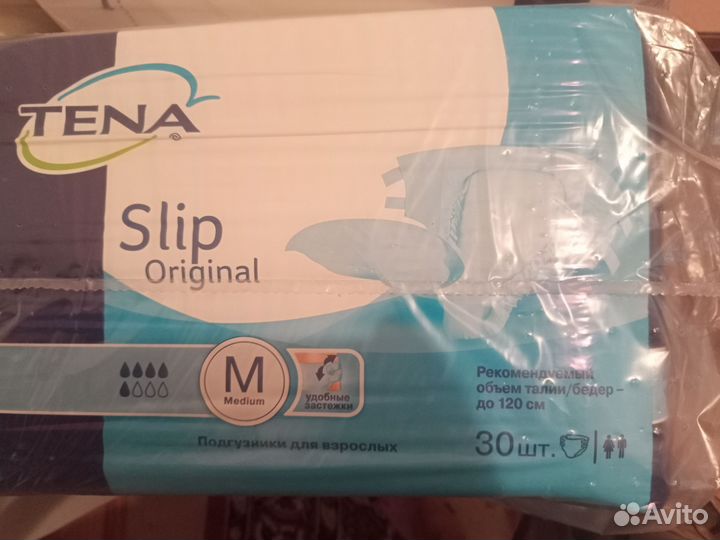 TENA
Slip
Original
M
Medium
удобные
застежки
Рекомендуемый
объем талии/бедер –
до 120 см
Подгузники для взрослых
30 шт.
Avito